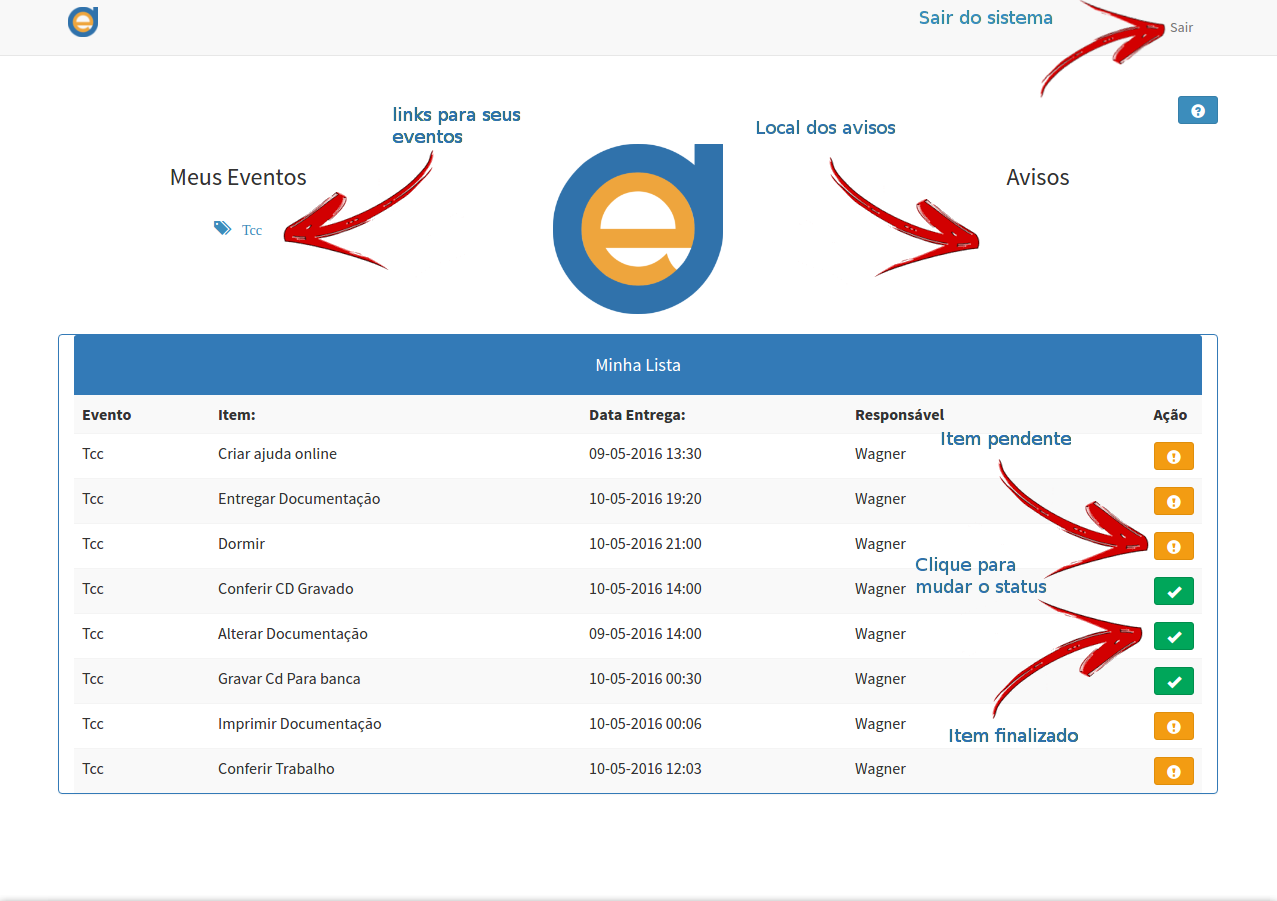 Sair do sistema
Sair
links para seus
eventos
Local dos avisos
Meus Eventos
Avisos
Tcc
Minha Lista
Evento Item: Data Entrega: Responsável Ação
Item pendente
Tcc Criar ajuda online 09-05-2016 13:30 Wagner
Tcc Entregar Documentação 10-05-2016 19:20 Wagner
Tcc Dormir 10-05-2016 21:00 Wagner
Clique para
mudar o status
Tcc Conferir CD Gravado 10-05-2016 14:00 Wagner
Tcc Alterar Documentação 09-05-2016 14:00 Wagner
Tcc Gravar Cd Para banca 10-05-2016 00:30 Wagner
Tcc Imprimir Documentação 10-05-2016 00:06 Wagner
Item finalizado
Tcc Conferir Trabalho 10-05-2016 12:03 Wagner